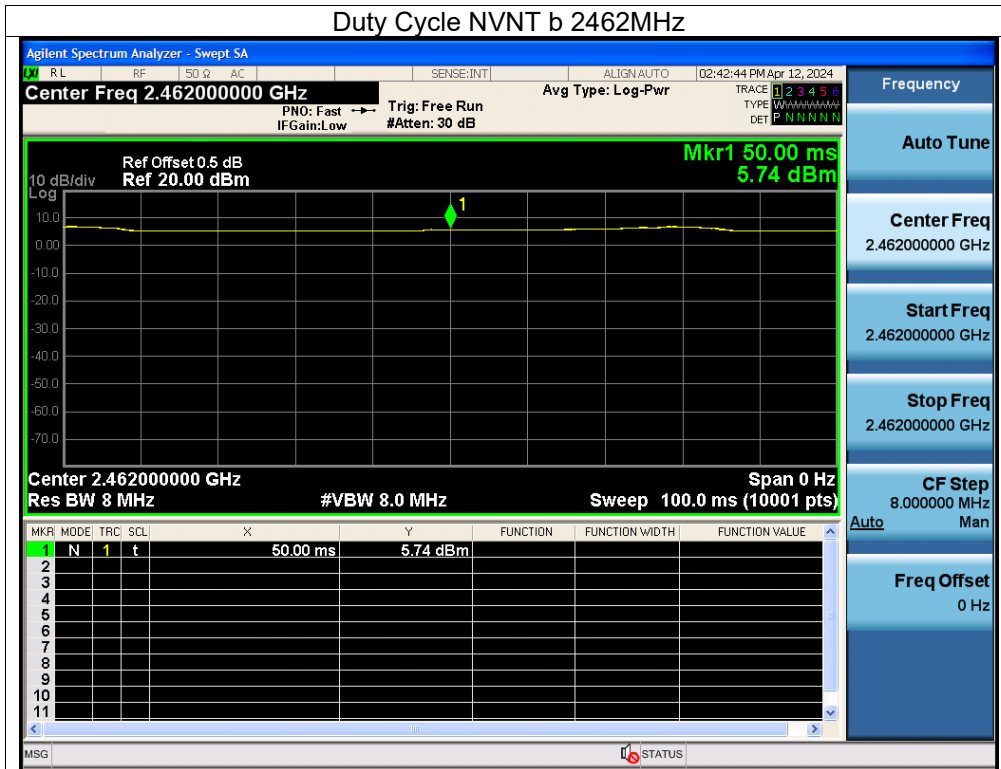 Duty Cycle NVNT b 2462MHz
Agilent Spectrum Analyzer - Swept SA
LXI RL RF 50 Ω AC SENSE:INT ALIGN AUTO 02:42:44 PM Apr 12, 2024
Center Freq 2.462000000 GHz
PNO: Fast
IFGain:Low
Trig: Free Run
#Atten: 30 dB
Avg Type: Log-Pwr
TRACE 1 2 3 4 5 6
TYPE WWWWWW
DET P N N N N N
Mkr1 50.00 ms
5.74 dBm
Ref Offset 0.5 dB
10 dB/div Ref 20.00 dBm
Log
1
10.0
0.00
-10.0
-20.0
-30.0
-40.0
-50.0
-60.0
-70.0
Center 2.462000000 GHz Span 0 Hz
Res BW 8 MHz #VBW 8.0 MHz Sweep 100.0 ms (10001 pts)
MKR MODE TRC SCL X Y FUNCTION FUNCTION WIDTH FUNCTION VALUE
1 N 1 t 50.00 ms 5.74 dBm
2
3
4
5
6
7
8
9
10
11
MSG STATUS
Frequency
Auto Tune
Center Freq
2.462000000 GHz
Start Freq
2.462000000 GHz
Stop Freq
2.462000000 GHz
CF Step
8.000000 MHz
Auto Man
Freq Offset
0 Hz